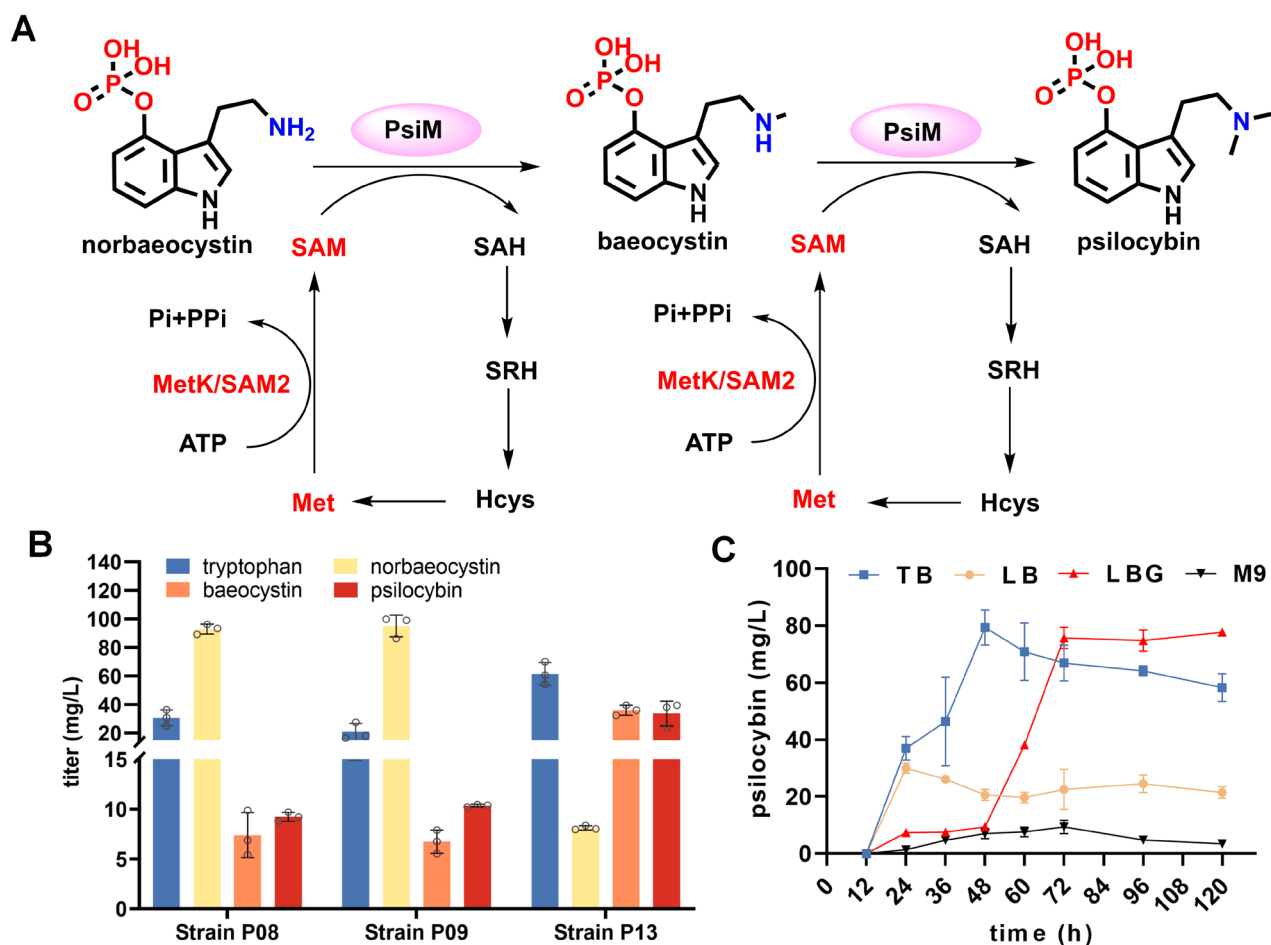 A
OH
OH
P
O
O
NH2
N
H
norbaeocystin
PsiM
SAM
SAH
Pi+PPi
SRH
MetK/SAM2
ATP
Met
Hcys
OH
OH
P
O
O
N
H
N
H
baeocystin
PsiM
SAM
SAH
Pi+PPi
SRH
MetK/SAM2
ATP
Met
Hcys
OH
OH
P
O
O
N
N
H
psilocybin
B
titer (mg/L)
140
120
100
80
60
40
20
15
10
5
0
tryptophan
norbaeocystin
baeocystin
psilocybin
Strain P08
Strain P09
Strain P13
C
psilocybin (mg/L)
100
80
60
40
20
0
TB
LB
LBG
M9
0
12
24
36
48
60
72
84
96
108
120
time (h)